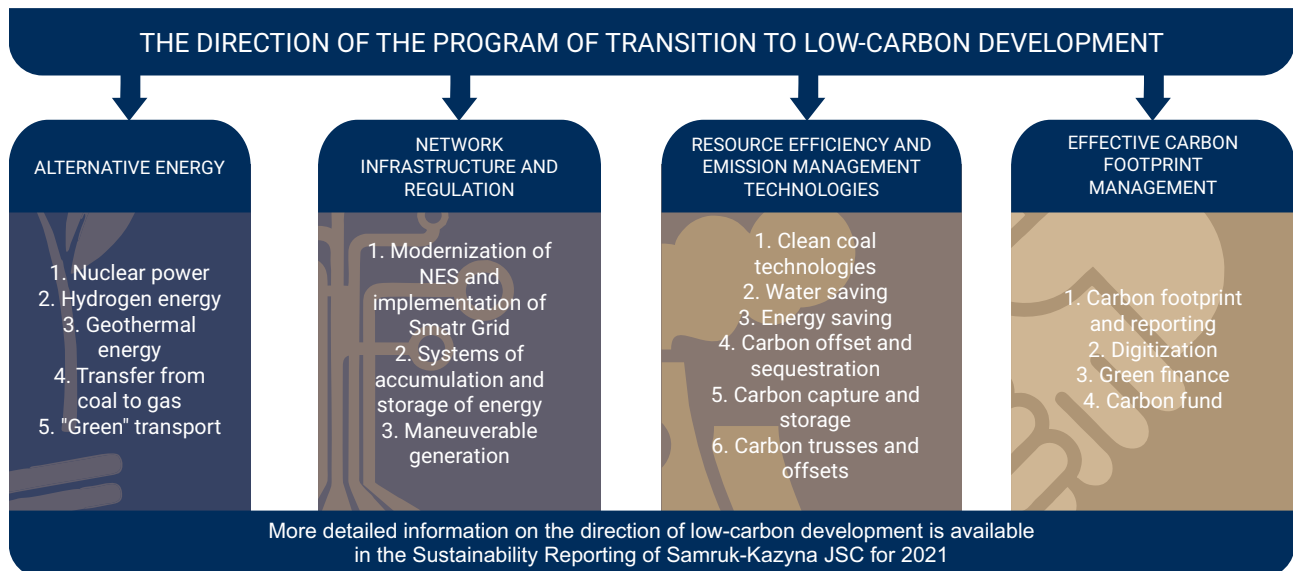 THE DIRECTION OF THE PROGRAM OF TRANSITION TO LOW-CARBON DEVELOPMENT
ALTERNATIVE ENERGY
1. Nuclear power
2. Hydrogen energy
3. Geothermal
energy
4. Transfer from
coal to gas
5. "Green" transport
NETWORK
INFRASTRUCTURE AND
REGULATION
1. Modernization of
NES and
implementation of
Smatr Grid
2. Systems of
accumulation and
storage of energy
3. Maneuverable
generation
RESOURCE EFFICIENCY AND
EMISSION MANAGEMENT
TECHNOLOGIES
1. Clean coal
technologies
2. Water saving
3. Energy saving
4. Carbon offset and
sequestration
5. Carbon capture and
storage
6. Carbon trusses and
offsets
EFFECTIVE CARBON
FOOTPRINT
MANAGEMENT
1. Carbon footprint
and reporting
2. Digitization
3. Green finance
4. Carbon fund
More detailed information on the direction of low-carbon development is available
in the Sustainability Reporting of Samruk-Kazyna JSC for 2021